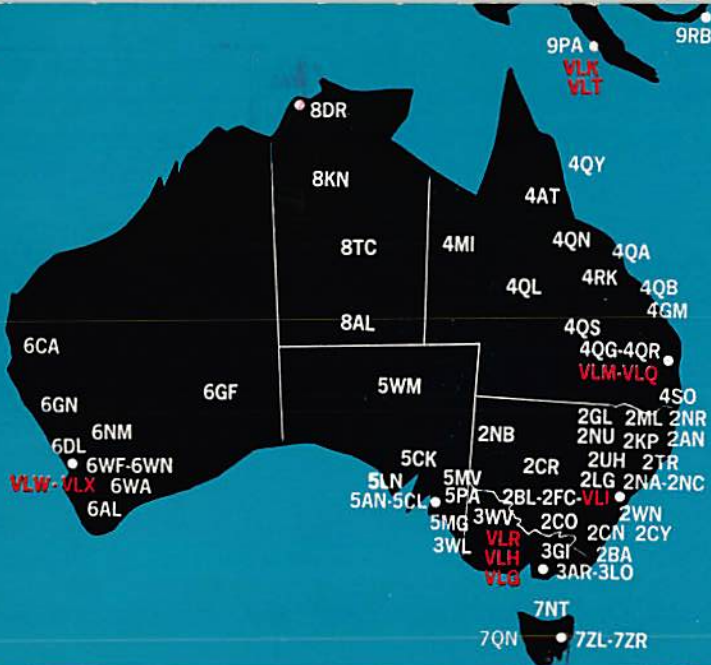 9RB
9PA
VLK
VLT
8DR
4QY
8KN
4AT
8TC
4MI
4QN
4QA
4QL
4RK
4QB
4GM
8AL
4QS
6CA
4QG-4QR
VLM-VLQ
5WM
6GF
4SO
6GN
2GL 2ML 2NR
6NM
2NB
2NU 2KP 2AN
6DL
5CK
2CR
2UH 2TR
6WF-6WN
VLW-VLX
6WA
5LN
5MV
2LG 2NA-2NC
5AN-5CL
5PA
2BL-2FC-VLI
6AL
5MG
3WV
2CO
2WN
2CN 2CY
3WL
VLR
VLH
VLG
3GI
2BA
3AR-3LO
7NT
7QN
7ZL-7ZR